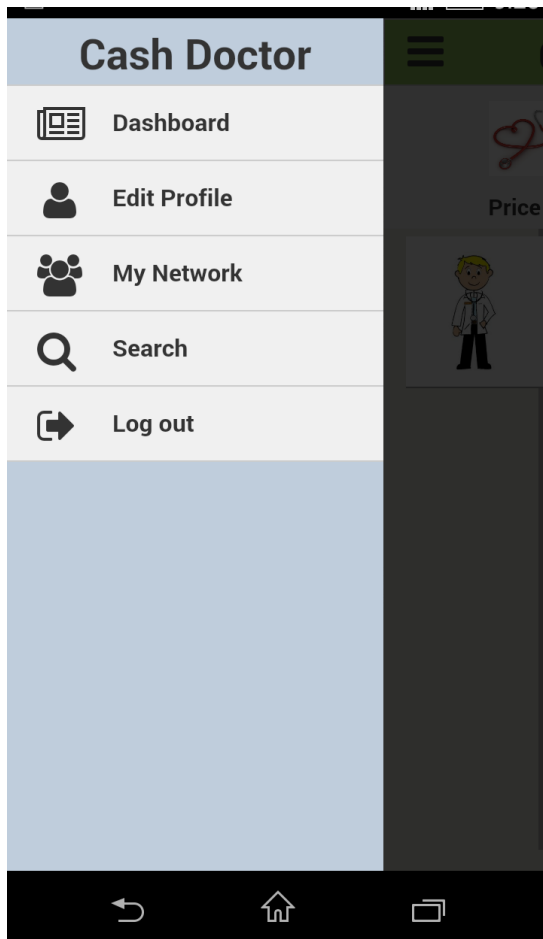 Cash Doctor
Dashboard
Edit Profile
My Network
Search
Log out
Price